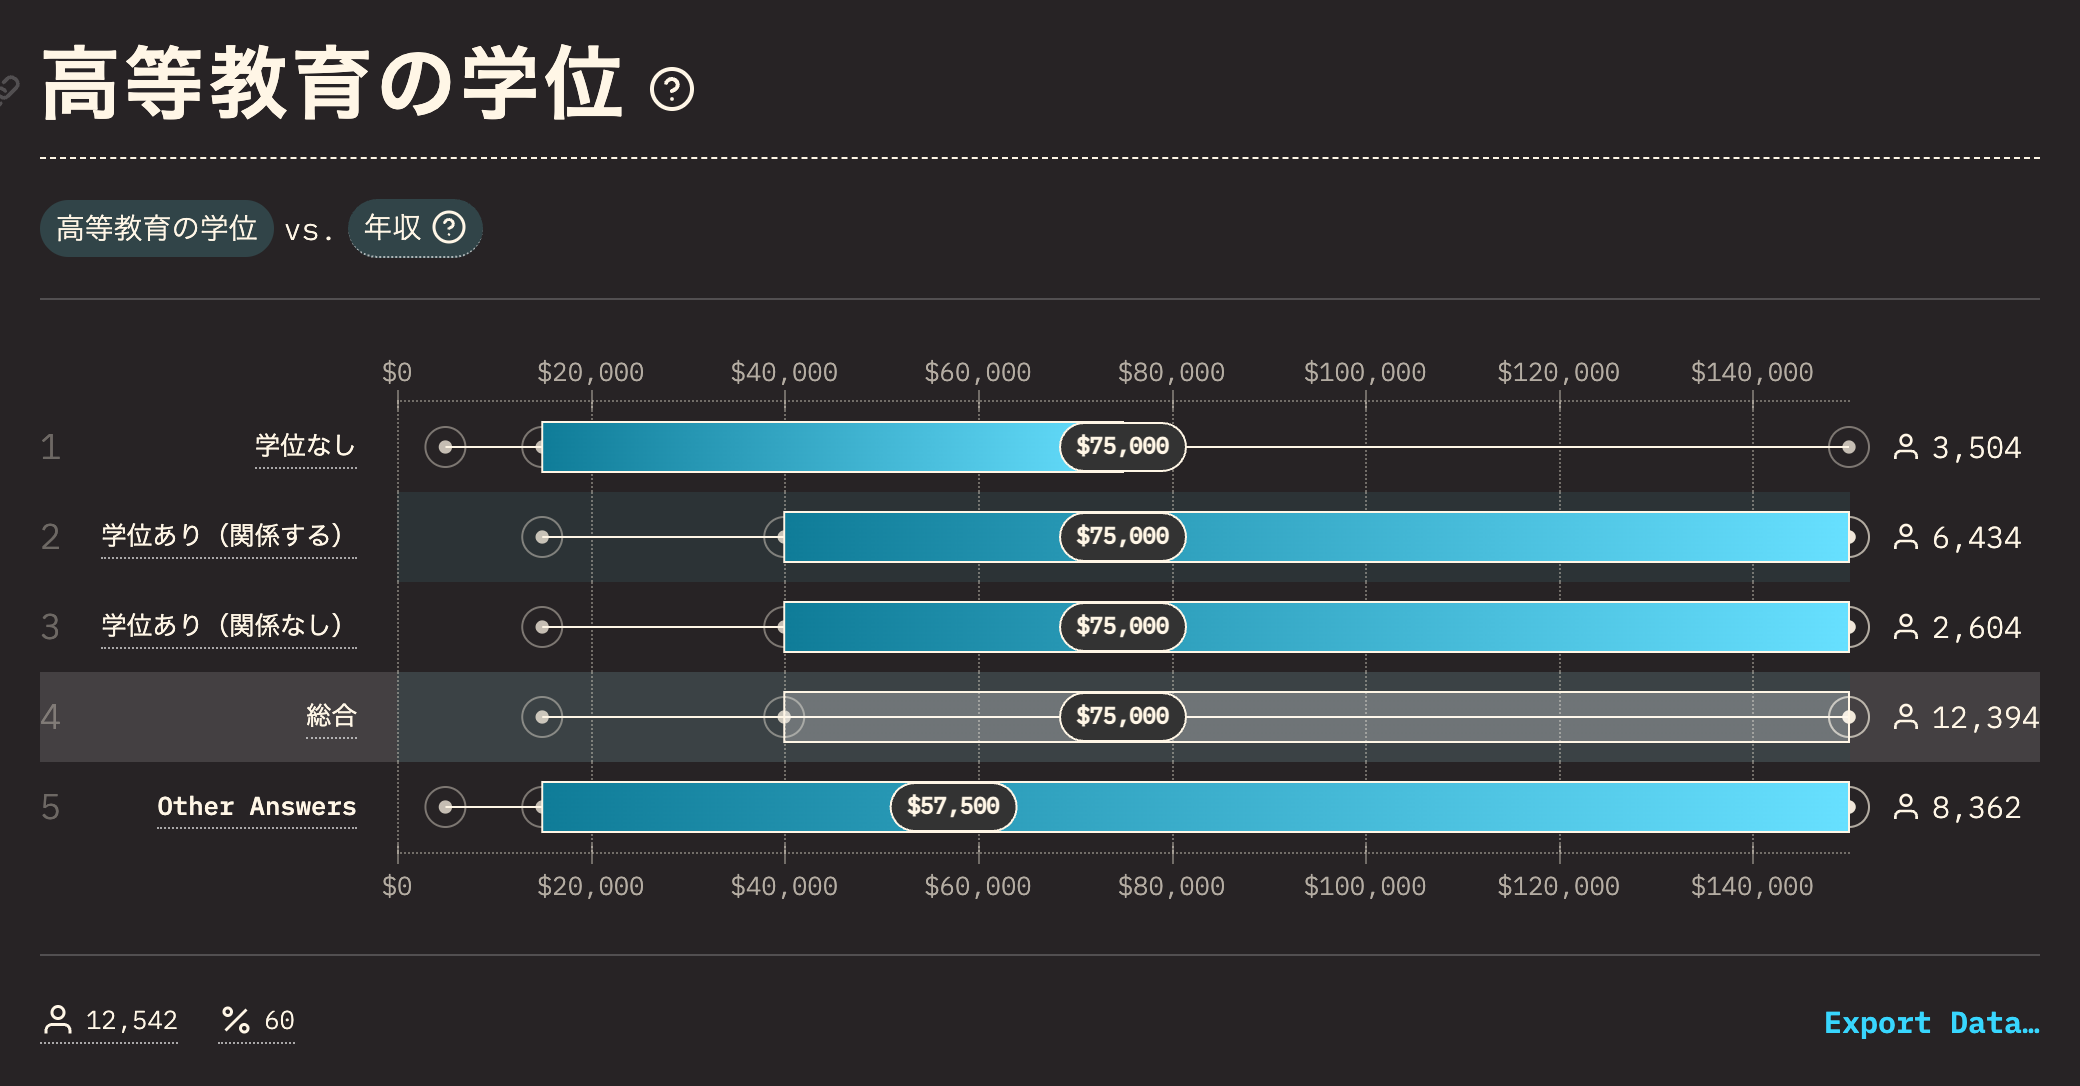 高等教育の学位 ?
高等教育の学位 vs. 年収 ?
$0 $20,000 $40,000 $60,000 $80,000 $100,000 $120,000 $140,000
1 学位なし $75,000 3,504
2 学位あり（関係する） $75,000 6,434
3 学位あり（関係なし） $75,000 2,604
4 総合 $75,000 12,394
5 Other Answers $57,500 8,362
$0 $20,000 $40,000 $60,000 $80,000 $100,000 $120,000 $140,000
12,542 % 60 Export Data…